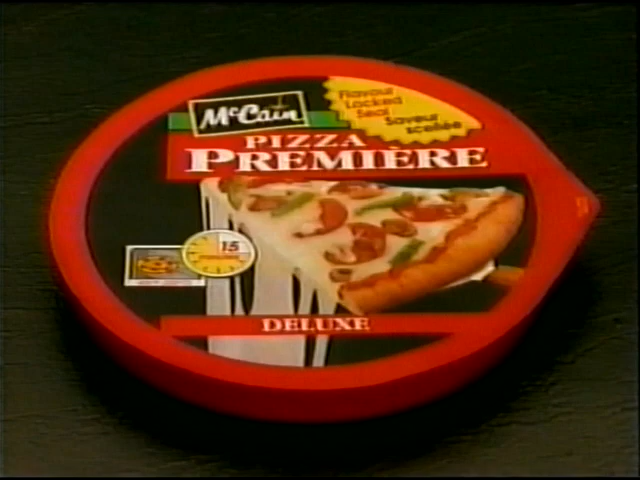 McCain
Flavour
Locked
Seal
Saveur
scellée
PIZZA
PREMIÈRE
15
DELUXE